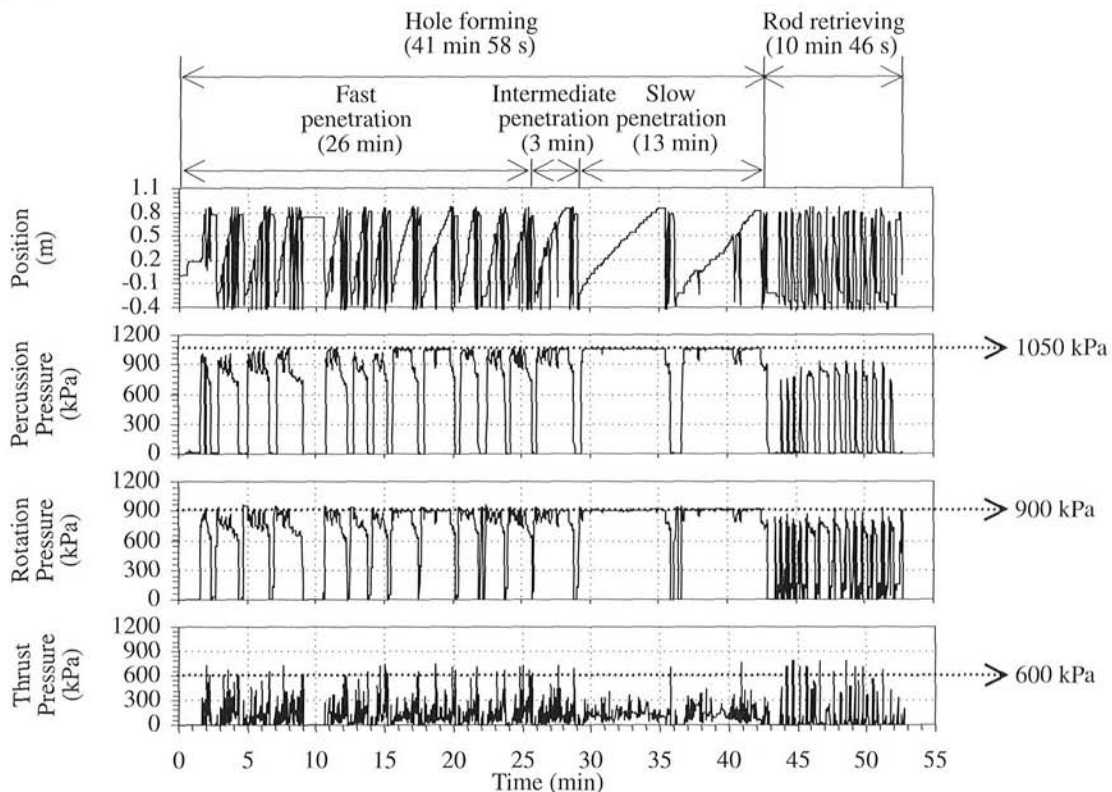 Hole forming
(41 min 58 s)
Rod retrieving
(10 min 46 s)
Fast
penetration
(26 min)
Intermediate
penetration
(3 min)
Slow
penetration
(13 min)
Position
(m)
1.1
0.8
0.5
0.2
-0.1
-0.4
Percussion
Pressure
(kPa)
1200
900
600
300
0
1050 kPa
Rotation
Pressure
(kPa)
1200
900
600
300
0
900 kPa
Thrust
Pressure
(kPa)
1200
900
600
300
0
600 kPa
0 5 10 15 20 25 30 35 40 45 50 55
Time (min)